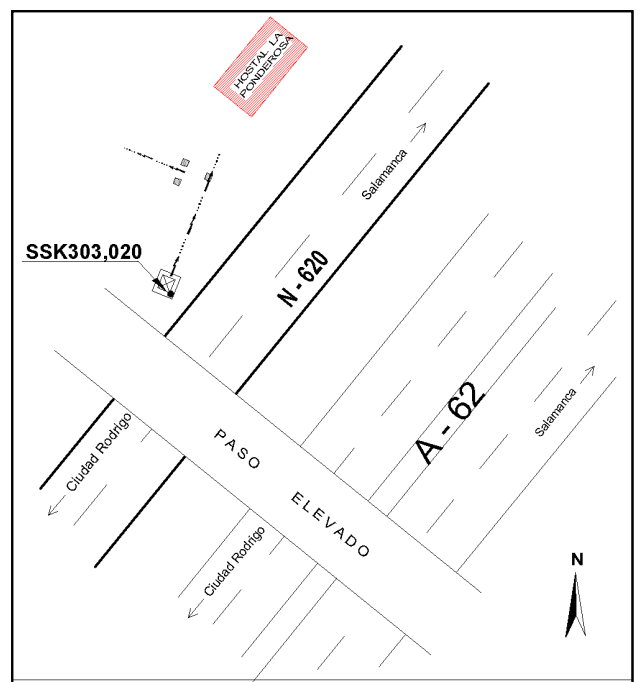 HOSTAL LA
PONDEROSA
Salamanca
SSK303,020
N - 620
A - 62
Salamanca
Ciudad Rodrigo
PASO ELEVADO
Ciudad Rodrigo
N